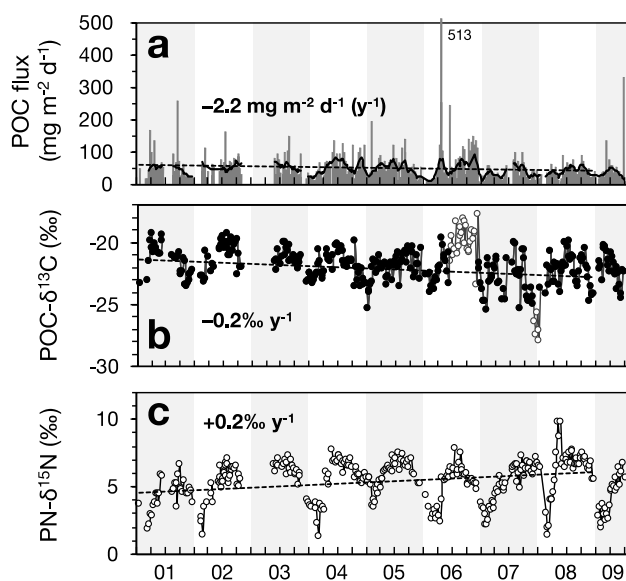 a
513
POC flux
(mg m⁻² d⁻¹)
500
400
300
200
100
0
−2.2 mg m⁻² d⁻¹ (y⁻¹)
POC-δ¹³C (‰)
-20
-25
-30
b
−0.2‰ y⁻¹
PN-δ¹⁵N (‰)
10
5
0
c
+0.2‰ y⁻¹
01 02 03 04 05 06 07 08 09